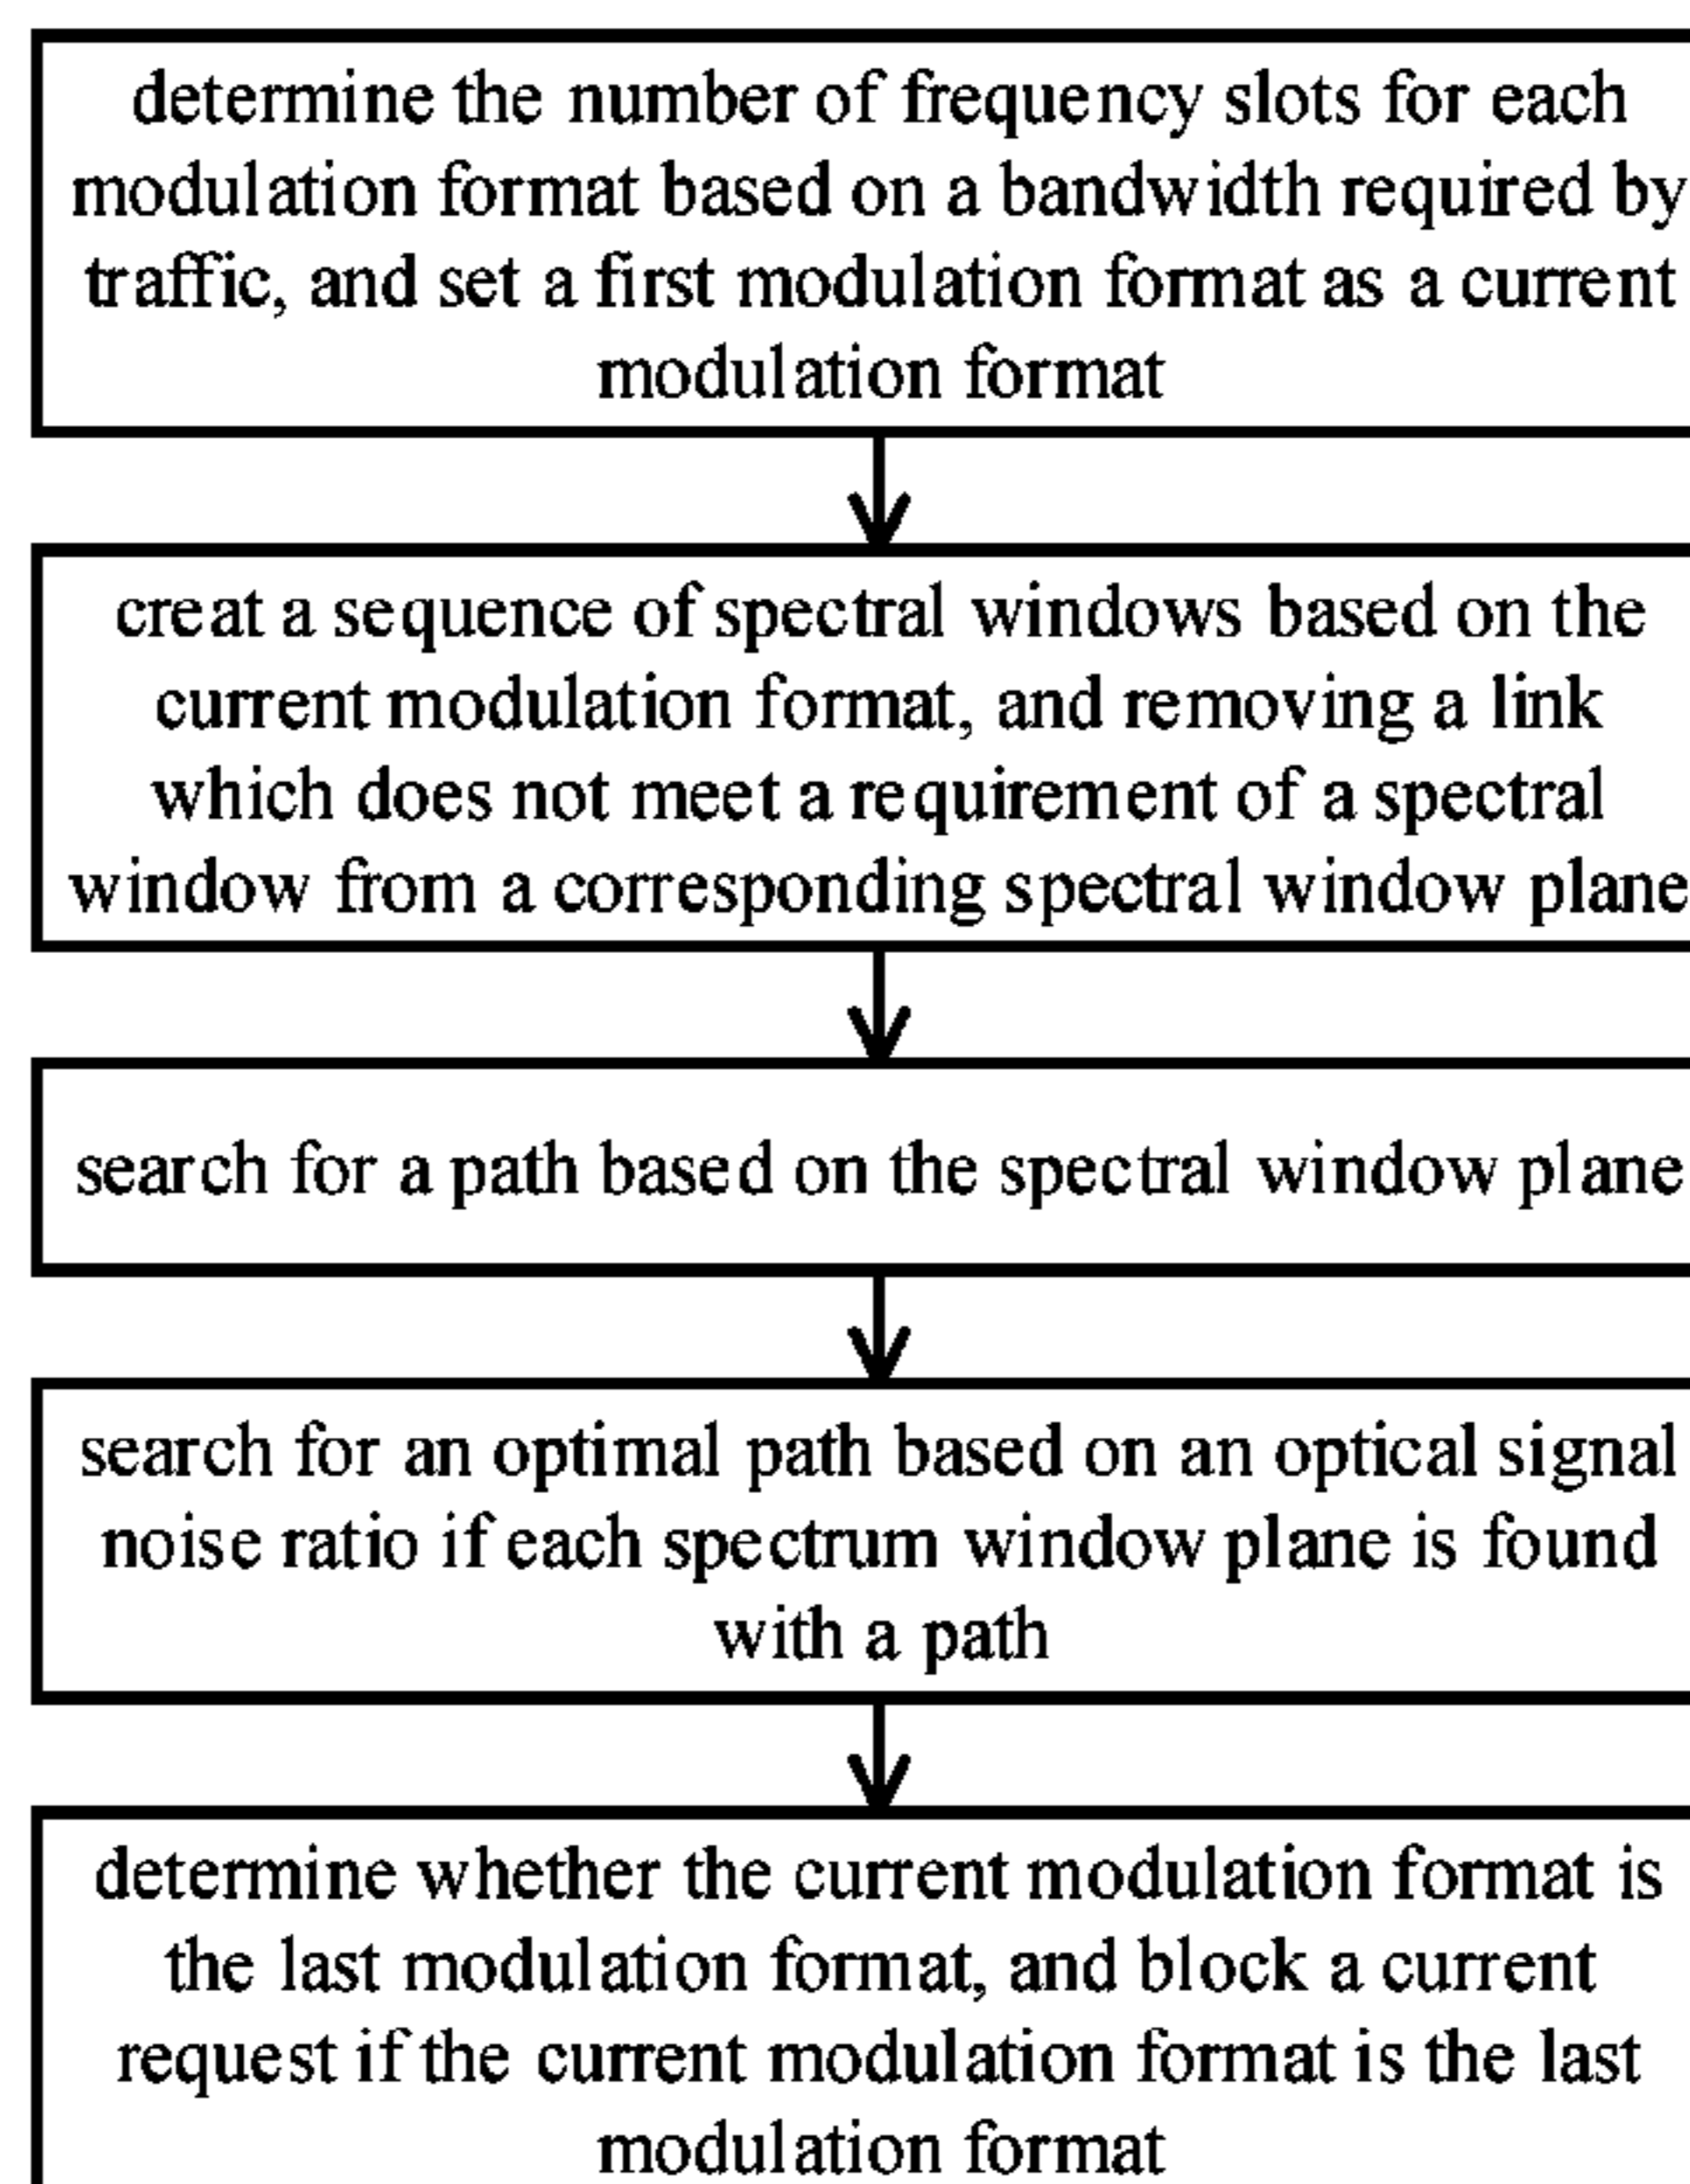 determine the number of frequency slots for each
modulation format based on a bandwidth required by
traffic, and set a first modulation format as a current
modulation format
creat a sequence of spectral windows based on the
current modulation format, and removing a link
which does not meet a requirement of a spectral
window from a corresponding spectral window plane
search for a path based on the spectral window plane
search for an optimal path based on an optical signal
noise ratio if each spectrum window plane is found
with a path
determine whether the current modulation format is
the last modulation format, and block a current
request if the current modulation format is the last
modulation format